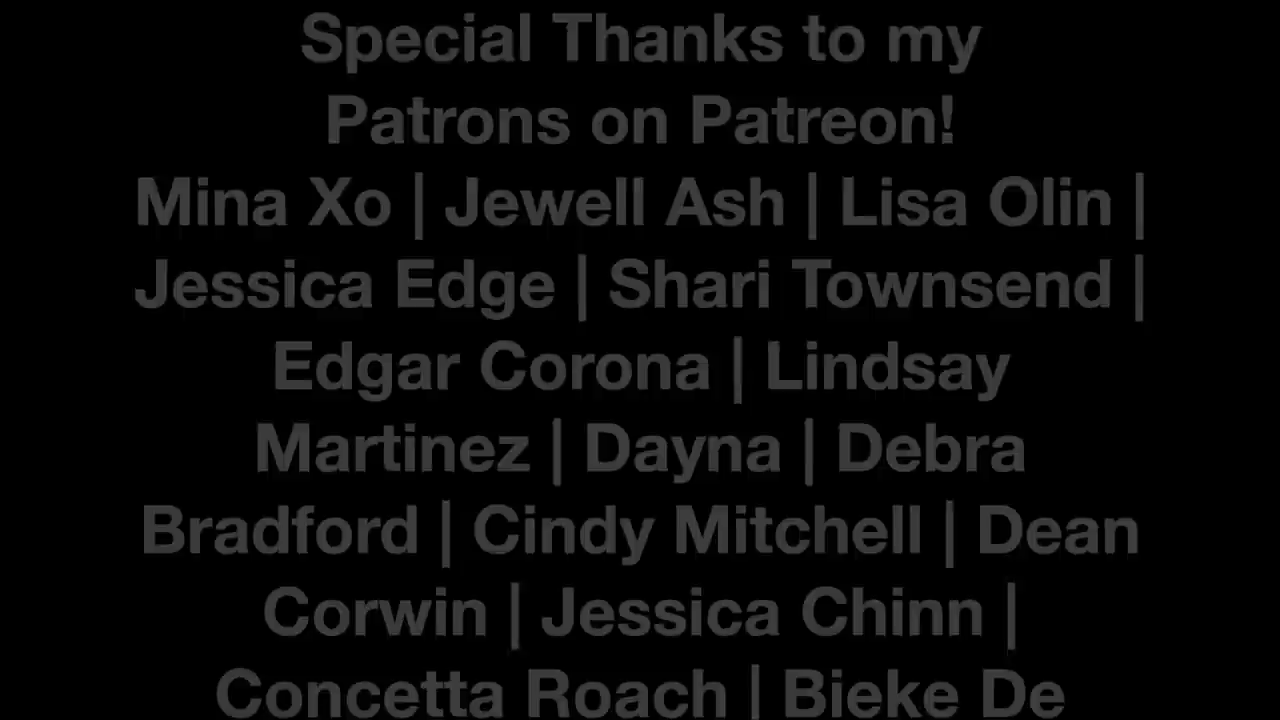 Special Thanks to my
Patrons on Patreon!
Mina Xo | Jewell Ash | Lisa Olin |
Jessica Edge | Shari Townsend |
Edgar Corona | Lindsay
Martinez | Dayna | Debra
Bradford | Cindy Mitchell | Dean
Corwin | Jessica Chinn |
Concetta Roach | Bieke De